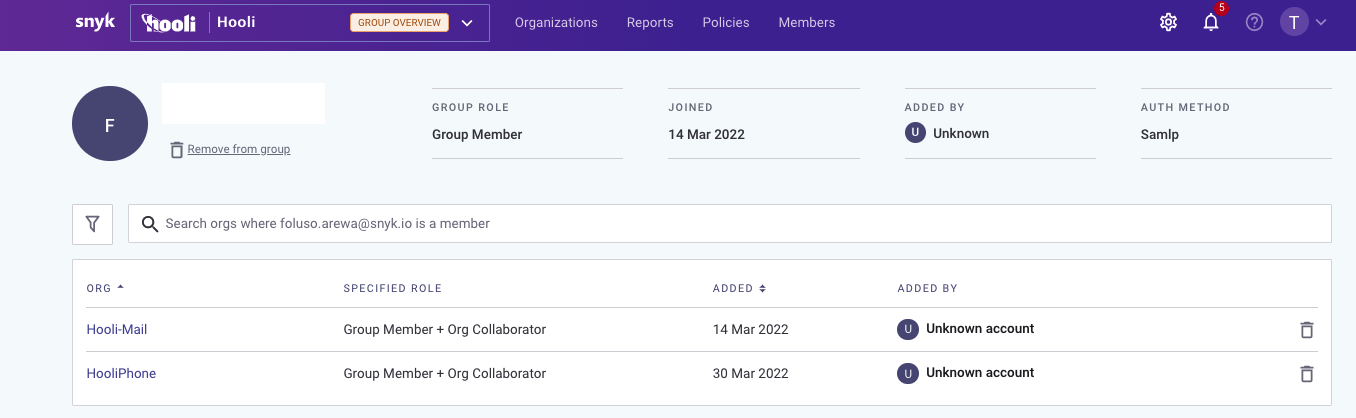 snyk hooli Hooli GROUP OVERVIEW Organizations Reports Policies Members 5 T
F
Remove from group
GROUP ROLE JOINED ADDED BY AUTH METHOD
Group Member 14 Mar 2022 U Unknown Samlp
Search orgs where foluso.arewa@snyk.io is a member
ORG SPECIFIED ROLE ADDED ADDED BY
Hooli-Mail Group Member + Org Collaborator 14 Mar 2022 U Unknown account
HooliPhone Group Member + Org Collaborator 30 Mar 2022 U Unknown account